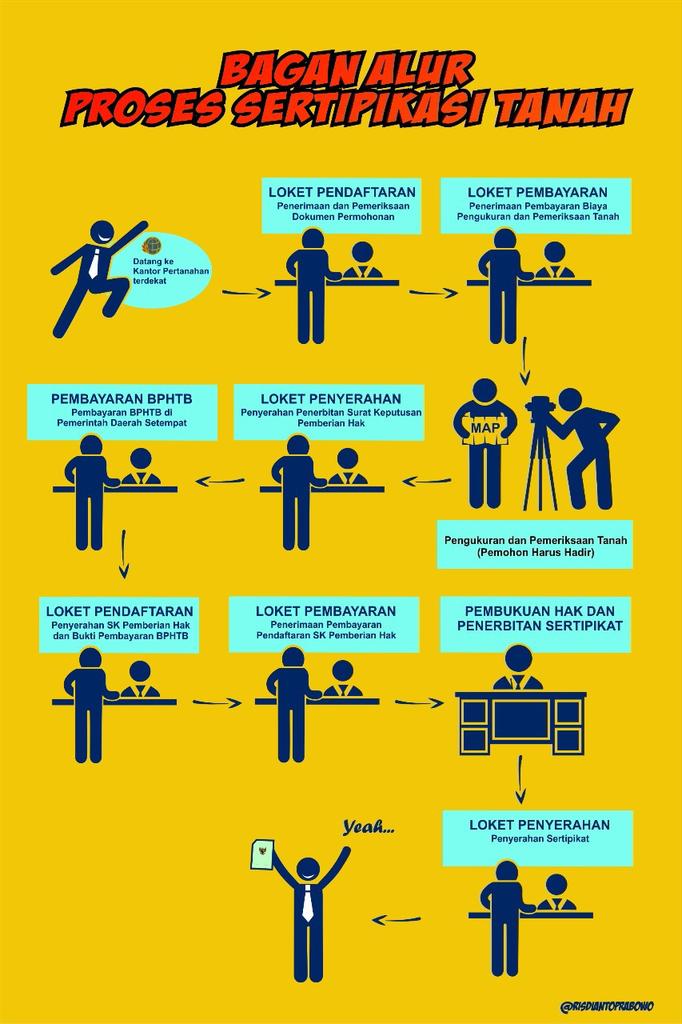 BAGAN ALUR
PROSES SERTIPIKASI TANAH
Datang ke
Kantor Pertanahan
terdekat
LOKET PENDAFTARAN
Penerimaan dan Pemeriksaan
Dokumen Permohonan
LOKET PEMBAYARAN
Penerimaan Pembayaran Biaya
Pengukuran dan Pemeriksaan Tanah
MAP
Pengukuran dan Pemeriksaan Tanah
(Pemohon Harus Hadir)
LOKET PENYERAHAN
Penyerahan Penerbitan Surat Keputusan
Pemberian Hak
PEMBAYARAN BPHTB
Pembayaran BPHTB di
Pemerintah Daerah Setempat
LOKET PENDAFTARAN
Penyerahan SK Pemberian Hak
dan Bukti Pembayaran BPHTB
LOKET PEMBAYARAN
Penerimaan Pembayaran
Pendaftaran SK Pemberian Hak
PEMBUKUAN HAK DAN
PENERBITAN SERTIPIKAT
LOKET PENYERAHAN
Penyerahan Sertipikat
Yeah...
@RISDIANTOPRABOWO